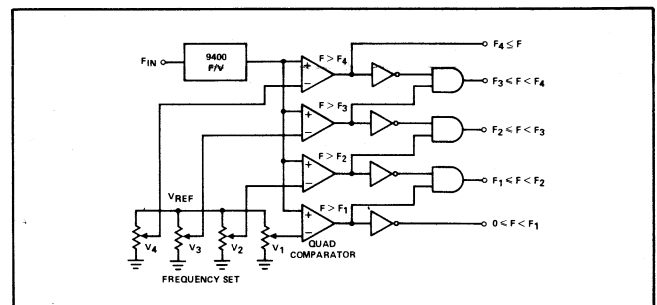 F4 ≤ F
FIN
9400
F/V
F > F4
F3 ≤ F < F4
F > F3
F2 ≤ F < F3
F > F2
F1 ≤ F < F2
VREF
F > F1
0 ≤ F < F1
V4
V3
V2
V1
QUAD
COMPARATOR
FREQUENCY SET
+
−
+
−
+
−
+
−